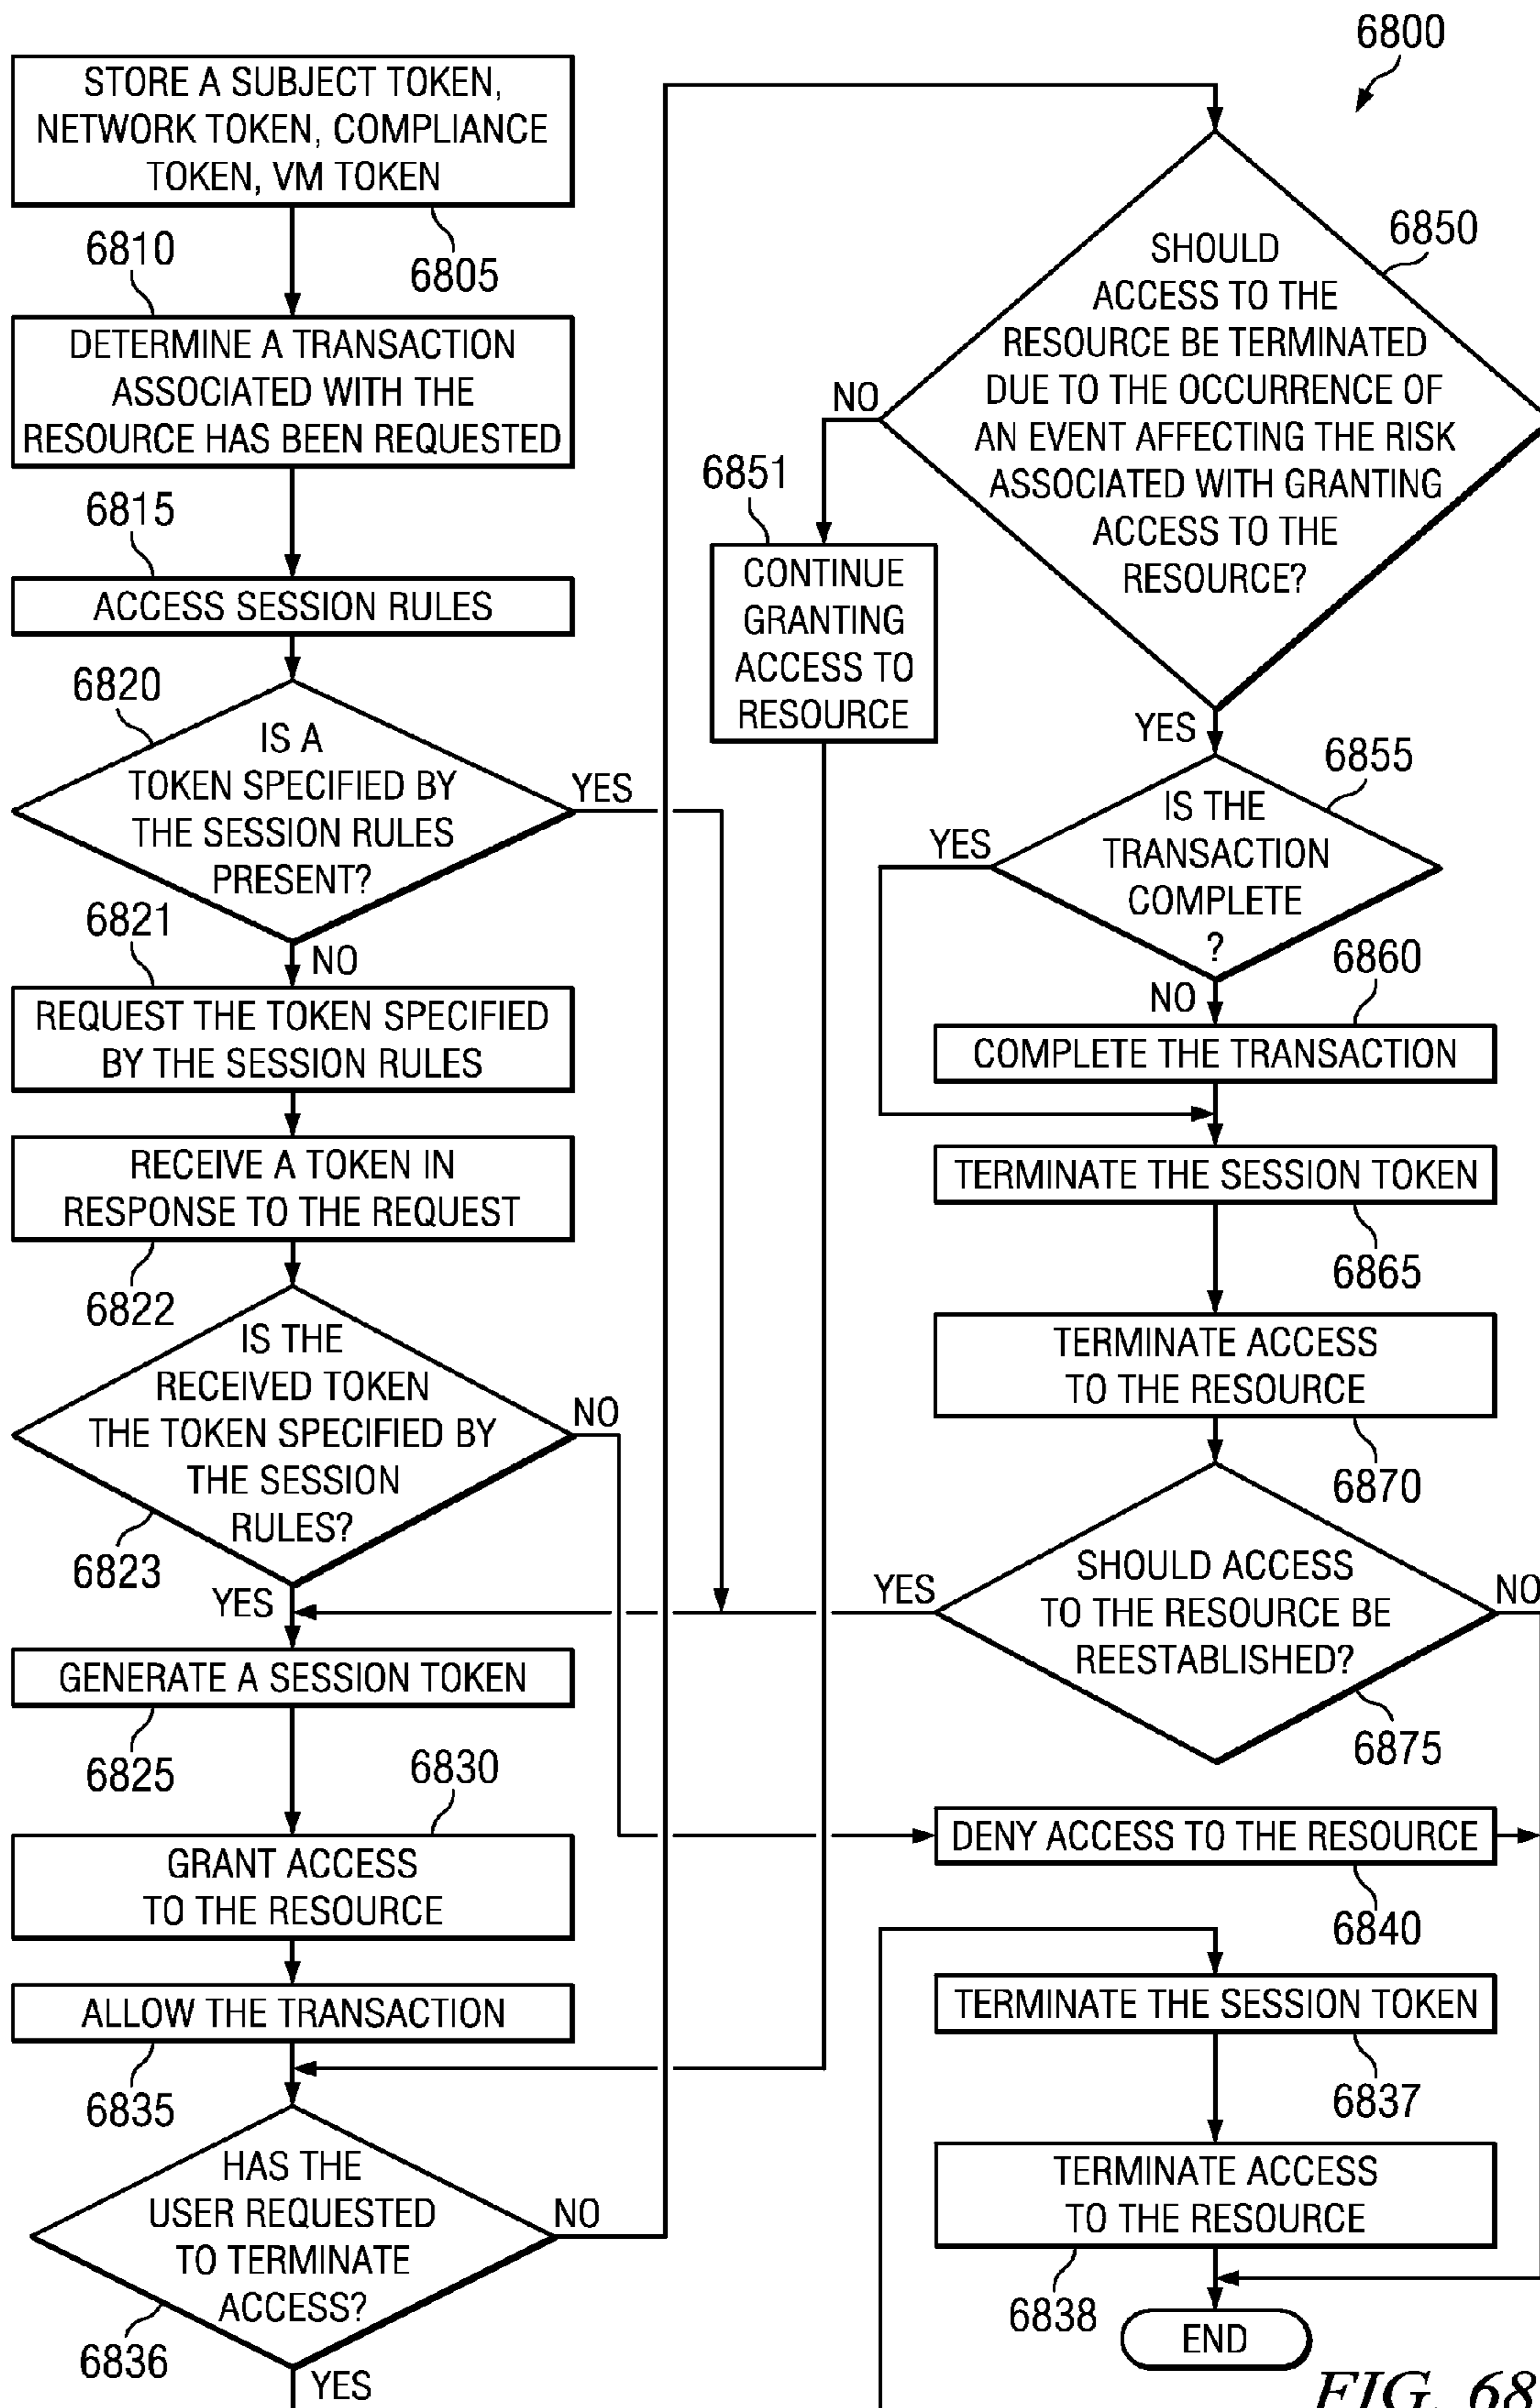 6800
STORE A SUBJECT TOKEN,
NETWORK TOKEN, COMPLIANCE
TOKEN, VM TOKEN
6805
6810
DETERMINE A TRANSACTION
ASSOCIATED WITH THE
RESOURCE HAS BEEN REQUESTED
6815
ACCESS SESSION RULES
6820
IS A
TOKEN SPECIFIED BY
THE SESSION RULES
PRESENT?
YES
NO
6821
REQUEST THE TOKEN SPECIFIED
BY THE SESSION RULES
RECEIVE A TOKEN IN
RESPONSE TO THE REQUEST
6822
IS THE
RECEIVED TOKEN
THE TOKEN SPECIFIED BY
THE SESSION
RULES?
NO
6823
YES
GENERATE A SESSION TOKEN
6825
6830
GRANT ACCESS
TO THE RESOURCE
ALLOW THE TRANSACTION
6835
HAS THE
USER REQUESTED
TO TERMINATE
ACCESS?
NO
6836
YES
SHOULD
ACCESS TO THE
RESOURCE BE TERMINATED
DUE TO THE OCCURRENCE OF
AN EVENT AFFECTING THE RISK
ASSOCIATED WITH GRANTING
ACCESS TO THE
RESOURCE?
6850
NO
6851
CONTINUE
GRANTING
ACCESS TO
RESOURCE
YES
6855
IS THE
TRANSACTION
COMPLETE
?
YES
NO
6860
COMPLETE THE TRANSACTION
TERMINATE THE SESSION TOKEN
6865
TERMINATE ACCESS
TO THE RESOURCE
6870
SHOULD ACCESS
TO THE RESOURCE BE
REESTABLISHED?
YES
NO
6875
DENY ACCESS TO THE RESOURCE
6840
TERMINATE THE SESSION TOKEN
6837
TERMINATE ACCESS
TO THE RESOURCE
6838
END
FIG. 68